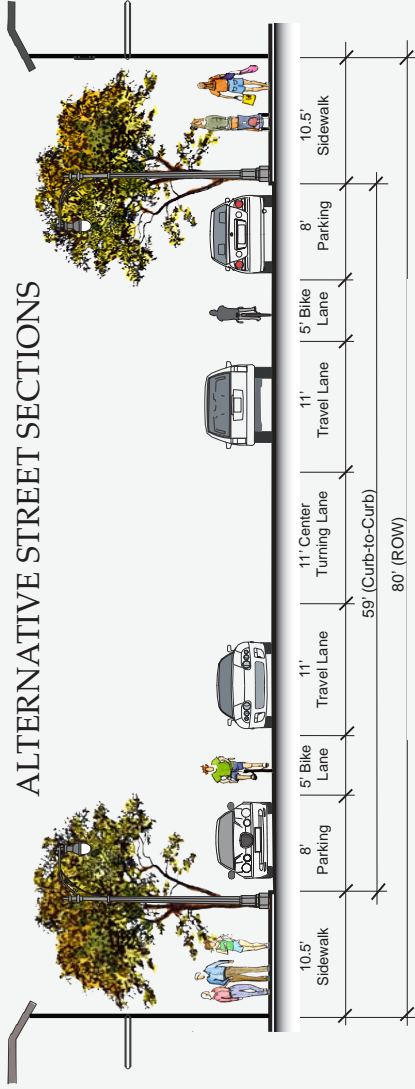 ALTERNATIVE STREET SECTIONS
10.5'
Sidewalk
8'
Parking
5' Bike
Lane
11'
Travel Lane
11' Center
Turning Lane
11'
Travel Lane
5' Bike
Lane
8'
Parking
10.5'
Sidewalk
59' (Curb-to-Curb)
80' (ROW)